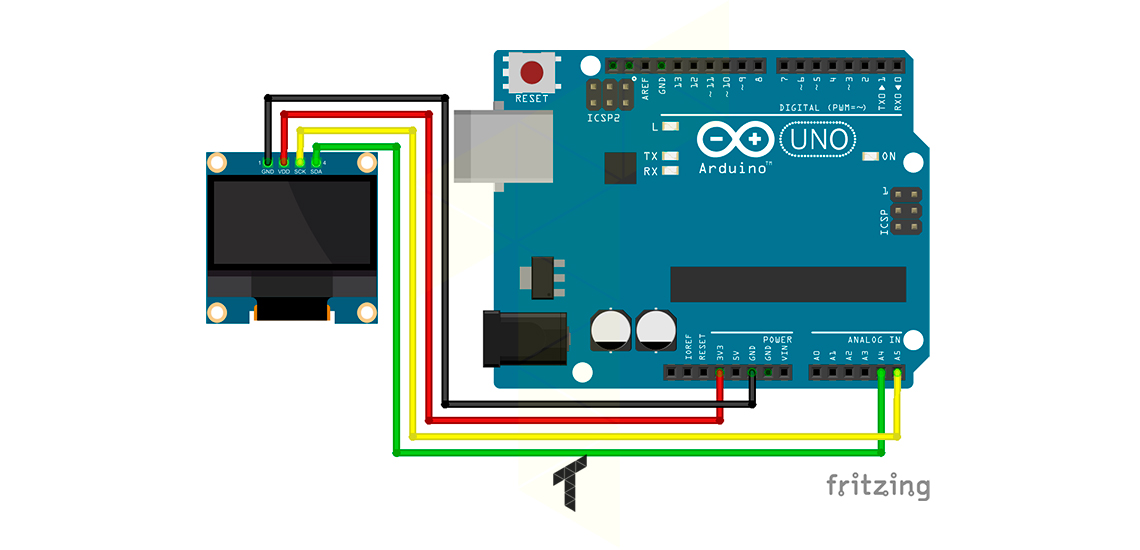 RESET
ICSP2
AREF
GND
13
12
~11
~10
~9
8
7
~6
~5
4
~3
2
TX0▶1
RX0◀0
DIGITAL (PWM=~)
L
TX
RX
Arduino™
UNO
ON
1
ICSP
1 4
GND VDD SCK SDA
POWER
ANALOG IN
IOREF
RESET
3V3
5V
GND
GND
VIN
A0
A1
A2
A3
A4
A5
fritzing